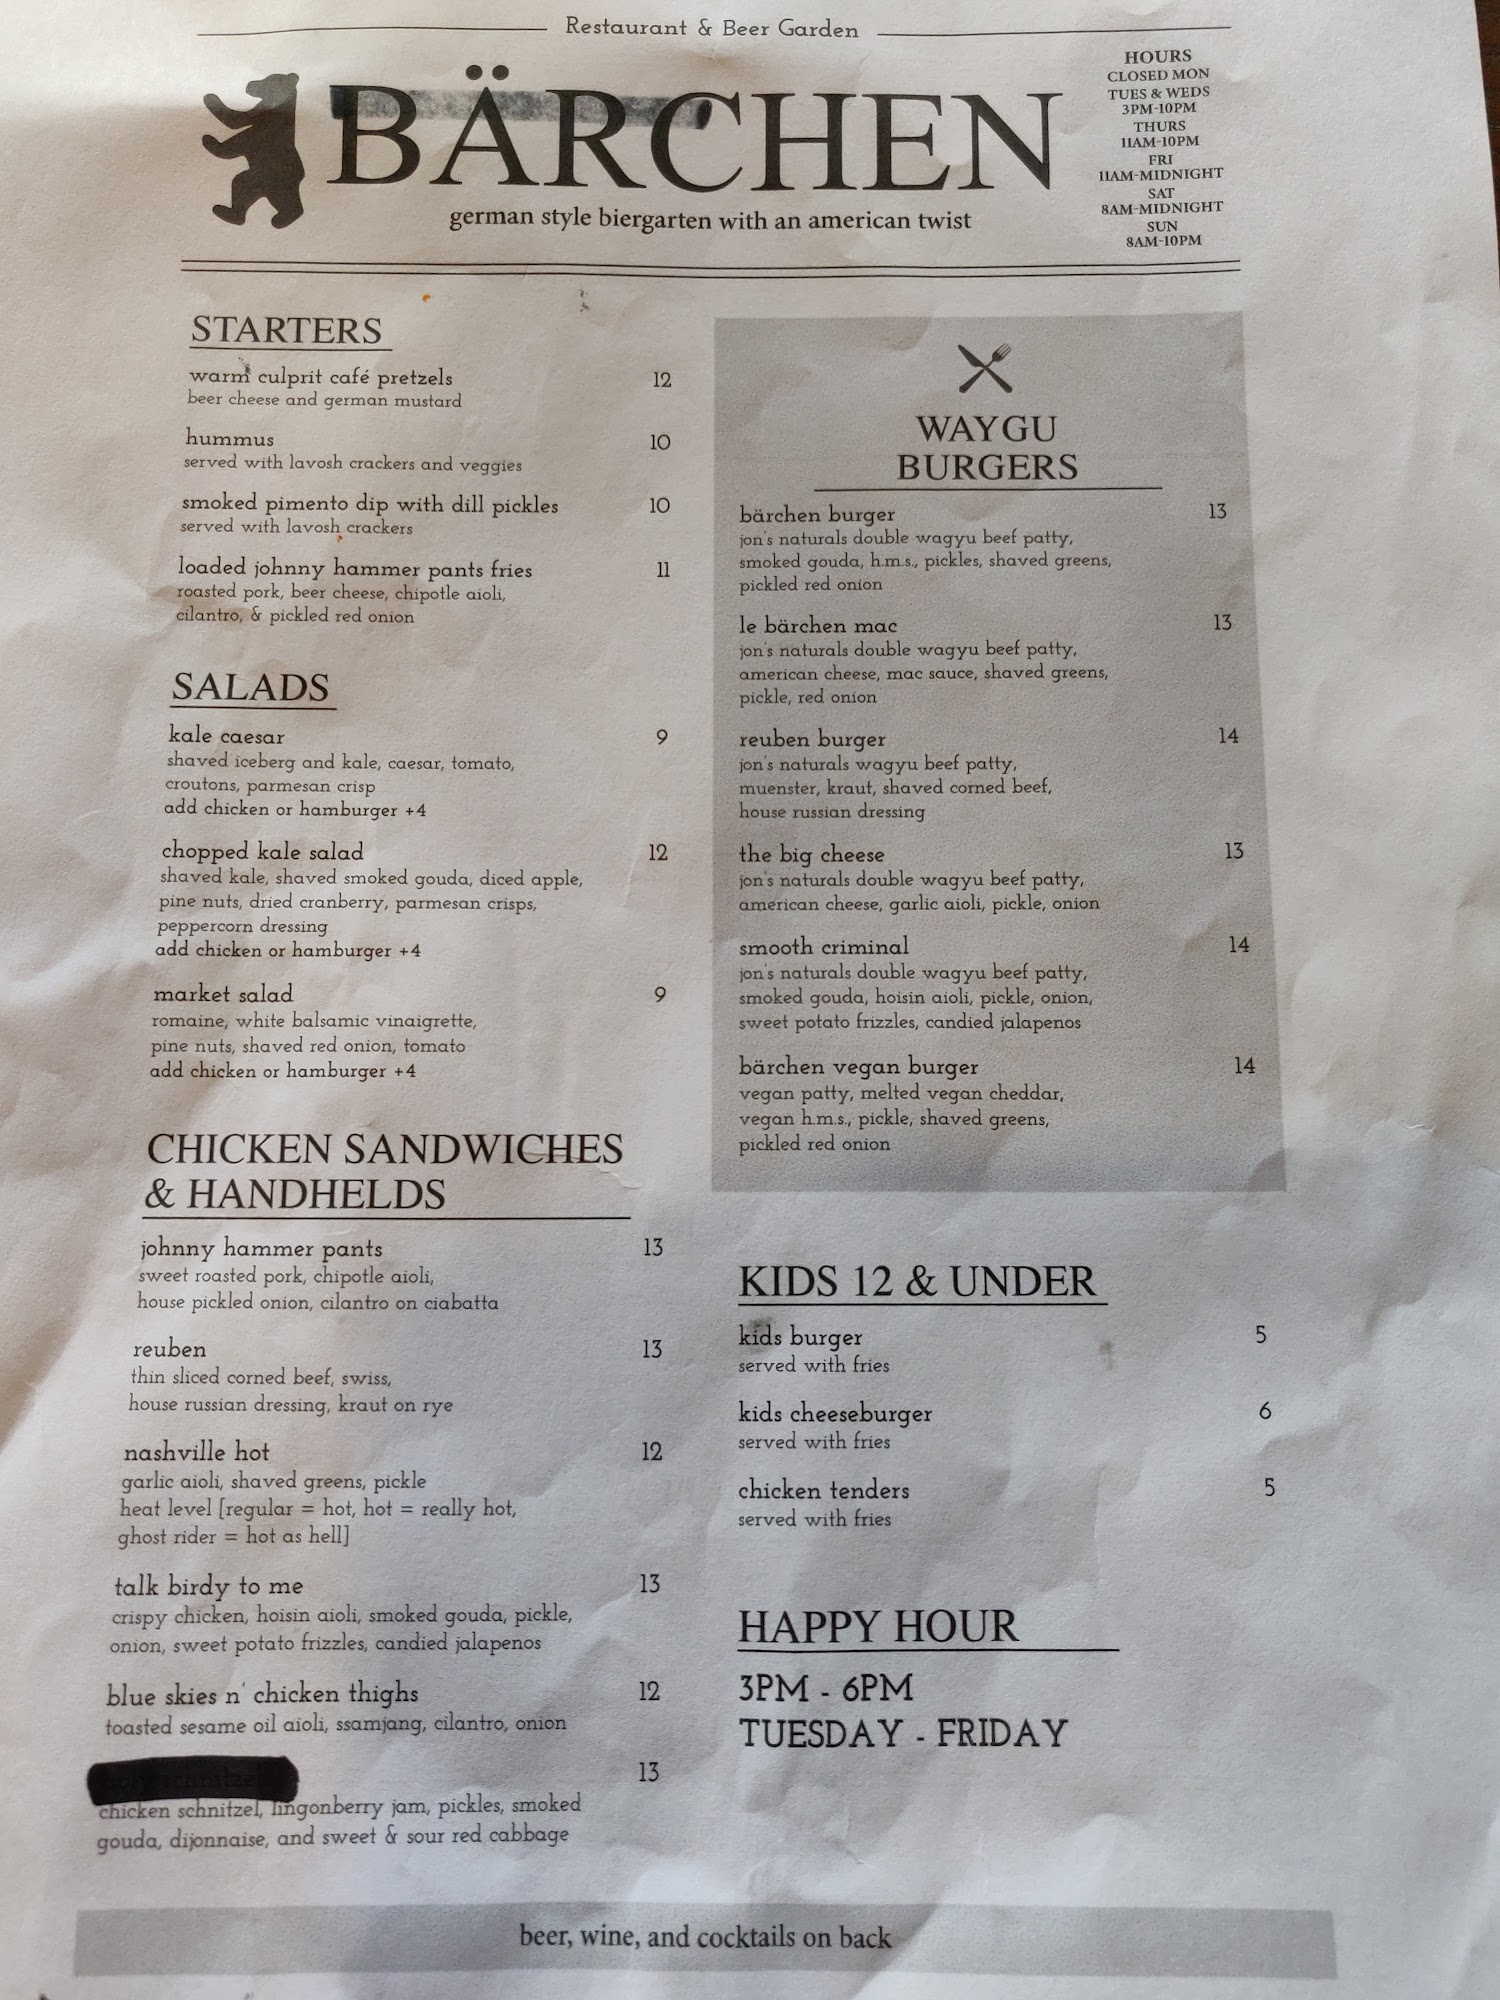 Restaurant & Beer Garden
BÄRCHEN
german style biergarten with an american twist
HOURS
CLOSED MON
TUES & WEDS
3PM-10PM
THURS
11AM-10PM
FRI
11AM-MIDNIGHT
SAT
8AM-MIDNIGHT
SUN
8AM-10PM
STARTERS
warm culprit café pretzels 12
beer cheese and german mustard
hummus 10
served with lavosh crackers and veggies
smoked pimento dip with dill pickles 10
served with lavosh crackers
loaded johnny hammer pants fries 11
roasted pork, beer cheese, chipotle aioli,
cilantro, & pickled red onion
SALADS
kale caesar 9
shaved iceberg and kale, caesar, tomato,
croutons, parmesan crisp
add chicken or hamburger +4
chopped kale salad 12
shaved kale, shaved smoked gouda, diced apple,
pine nuts, dried cranberry, parmesan crisps,
peppercorn dressing
add chicken or hamburger +4
market salad 9
romaine, white balsamic vinaigrette,
pine nuts, shaved red onion, tomato
add chicken or hamburger +4
CHICKEN SANDWICHES
& HANDHELDS
johnny hammer pants 13
sweet roasted pork, chipotle aioli,
house pickled onion, cilantro on ciabatta
reuben 13
thin sliced corned beef, swiss,
house russian dressing, kraut on rye
nashville hot 12
garlic aioli, shaved greens, pickle
heat level [regular = hot, hot = really hot,
ghost rider = hot as hell]
talk birdy to me 13
crispy chicken, hoisin aioli, smoked gouda, pickle,
onion, sweet potato frizzles, candied jalapenos
blue skies n' chicken thighs 12
toasted sesame oil aioli, ssamjang, cilantro, onion
13
chicken schnitzel, lingonberry jam, pickles, smoked
gouda, dijonnaise, and sweet & sour red cabbage
WAYGU
BURGERS
bärchen burger 13
jon's naturals double wagyu beef patty,
smoked gouda, h.m.s., pickles, shaved greens,
pickled red onion
le bärchen mac 13
jon's naturals double wagyu beef patty,
american cheese, mac sauce, shaved greens,
pickle, red onion
reuben burger 14
jon's naturals wagyu beef patty,
muenster, kraut, shaved corned beef,
house russian dressing
the big cheese 13
jon's naturals double wagyu beef patty,
american cheese, garlic aioli, pickle, onion
smooth criminal 14
jon's naturals double wagyu beef patty,
smoked gouda, hoisin aioli, pickle, onion,
sweet potato frizzles, candied jalapenos
bärchen vegan burger 14
vegan patty, melted vegan cheddar,
vegan h.m.s., pickle, shaved greens,
pickled red onion
KIDS 12 & UNDER
kids burger 5
served with fries
kids cheeseburger 6
served with fries
chicken tenders 5
served with fries
HAPPY HOUR
3PM - 6PM
TUESDAY - FRIDAY
beer, wine, and cocktails on back